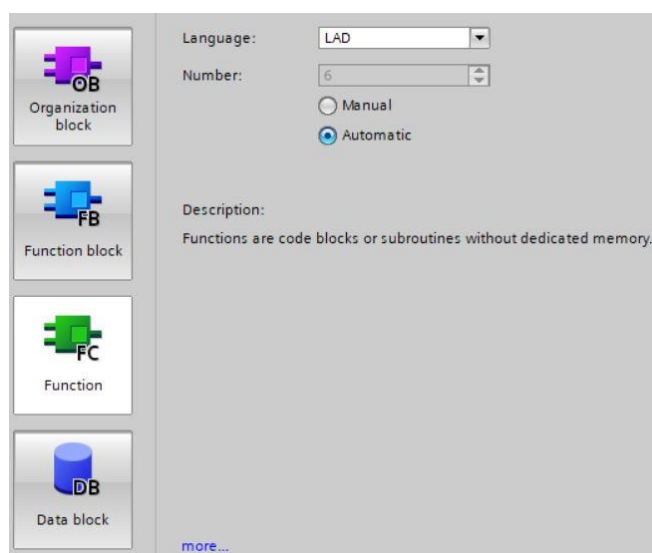 OB
Organization
block
FB
Function block
FC
Function
DB
Data block
Language:
LAD
Number:
6
Manual
Automatic
Description:
Functions are code blocks or subroutines without dedicated memory.
more...